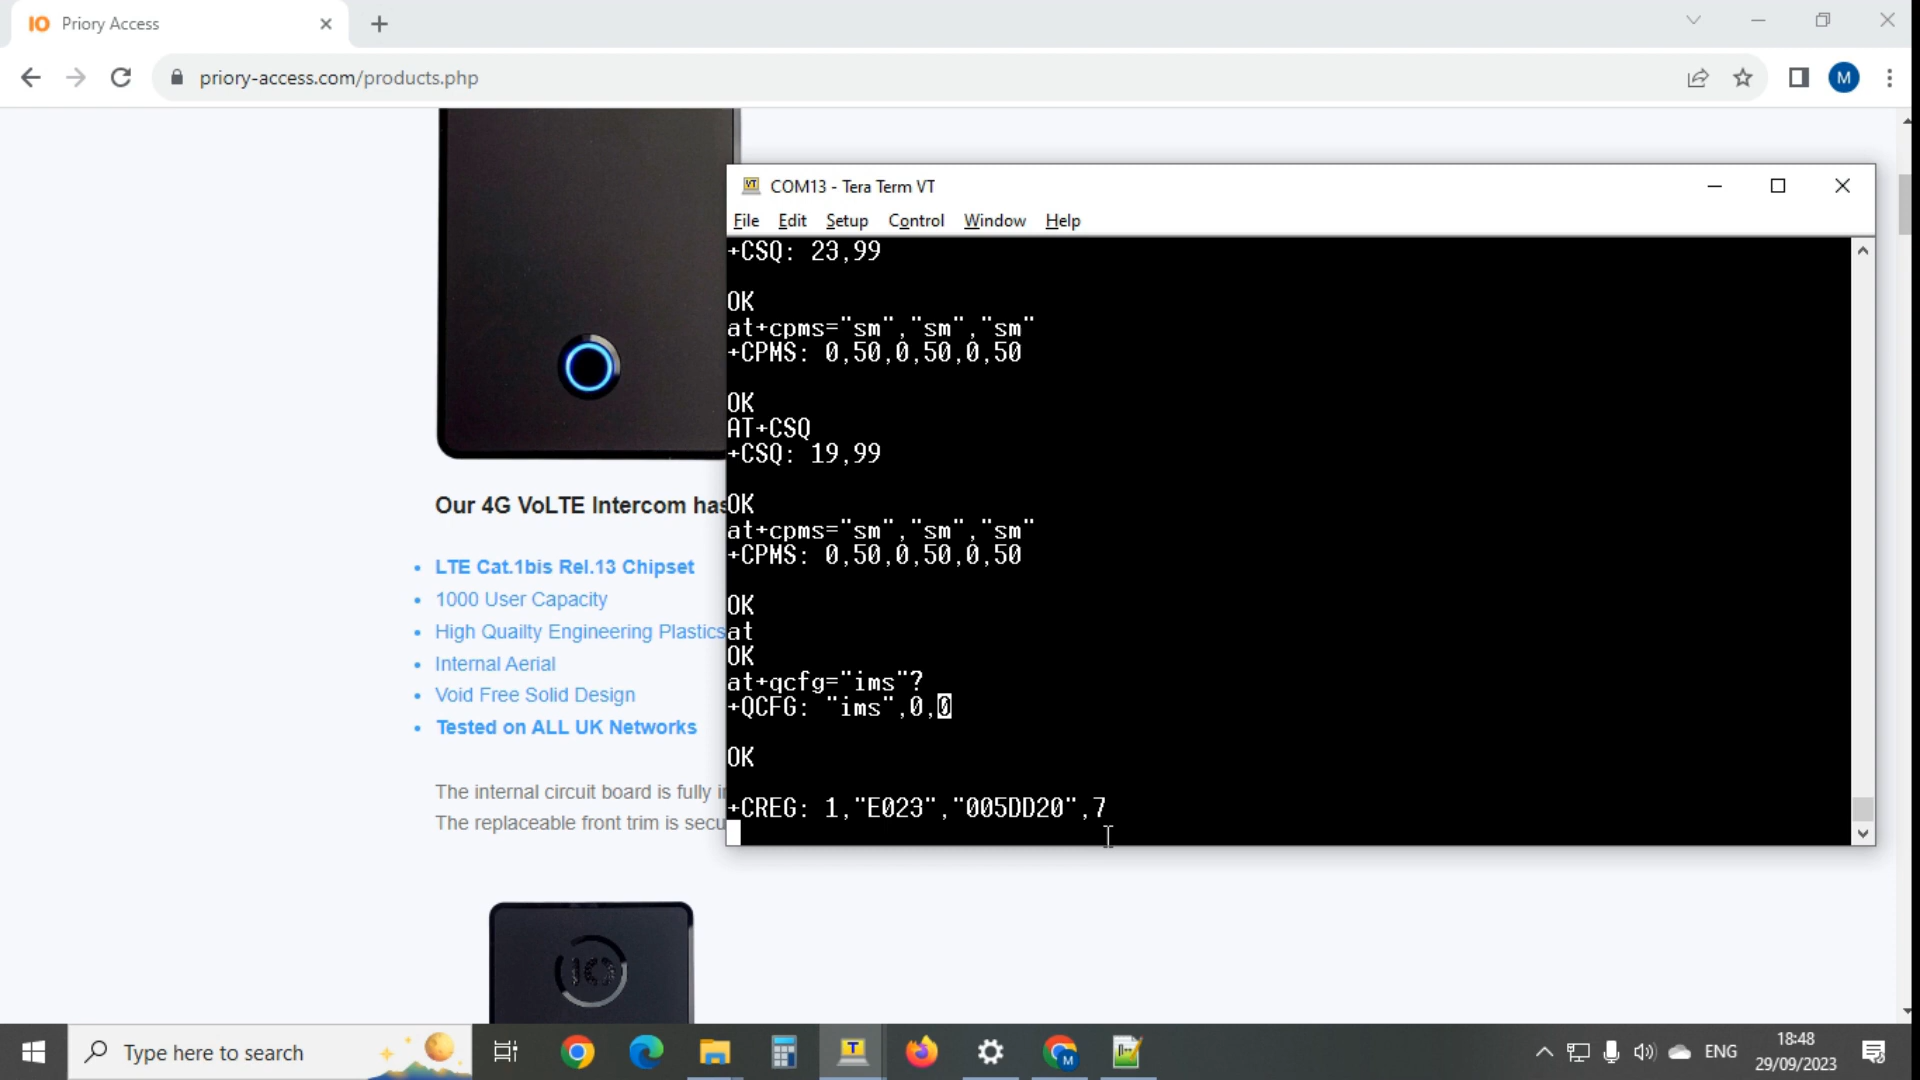 IO Priory Access
priory-access.com/products.php
M
COM13 - Tera Term VT
File Edit Setup Control Window Help
+CSQ: 23,99
OK
at+cpms="sm","sm","sm"
+CPMS: 0,50,0,50,0,50
OK
AT+CSQ
+CSQ: 19,99
OK
at+cpms="sm","sm","sm"
+CPMS: 0,50,0,50,0,50
OK
at
OK
at+qcfg="ims"?
+QCFG: "ims",0,0
OK
+CREG: 1,"E023","005DD20",7
Our 4G VoLTE Intercom has
LTE Cat.1bis Rel.13 Chipset
1000 User Capacity
High Quailty Engineering Plastics
Internal Aerial
Void Free Solid Design
Tested on ALL UK Networks
The internal circuit board is fully i
The replaceable front trim is secu
IO
Type here to search
ENG
18:48
29/09/2023